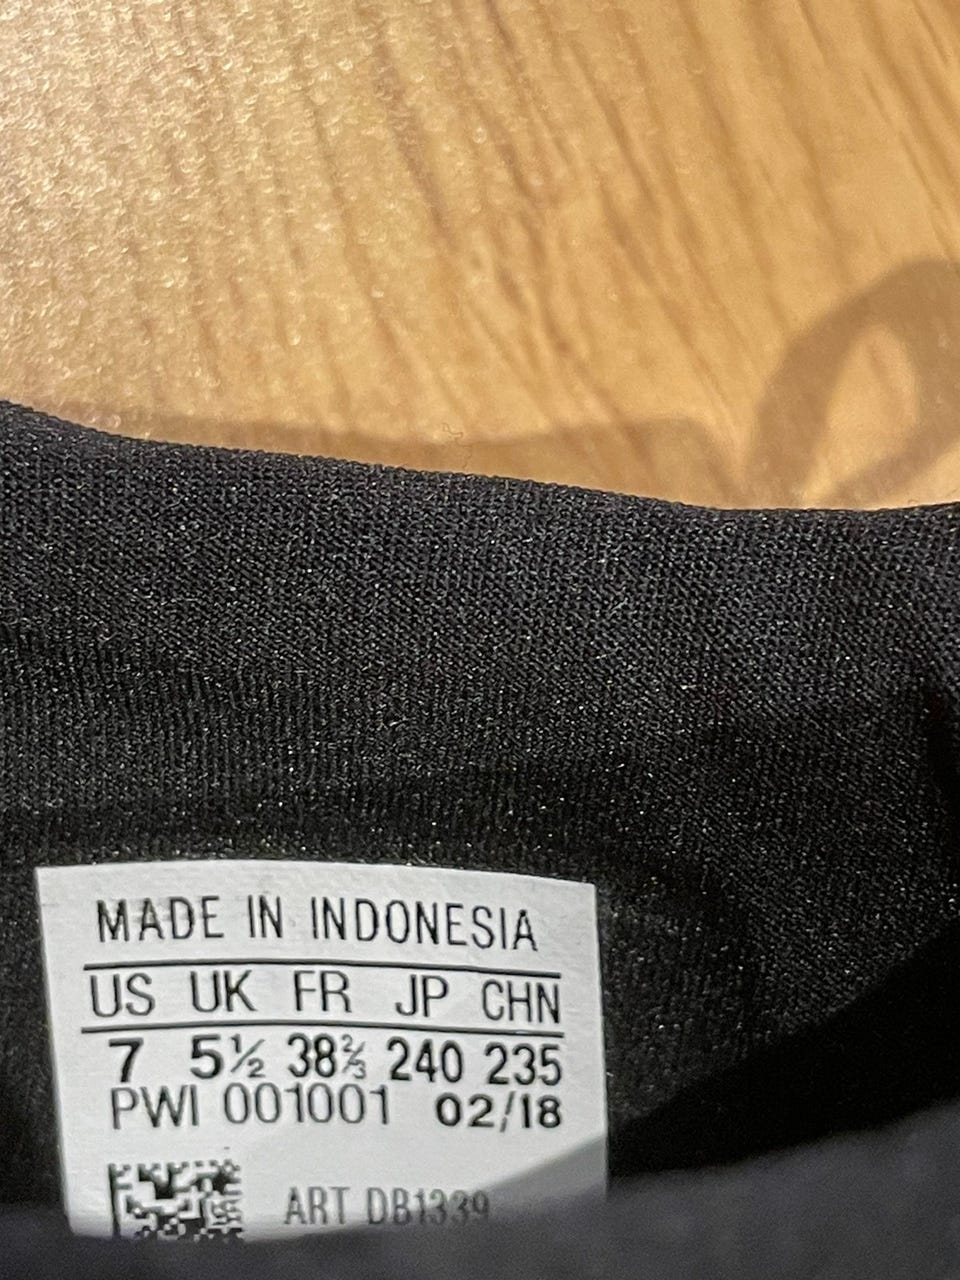 MADE IN INDONESIA
US UK FR JP CHN
7 5½ 38⅔ 240 235
PWI 001001 02/18
ART DB1339